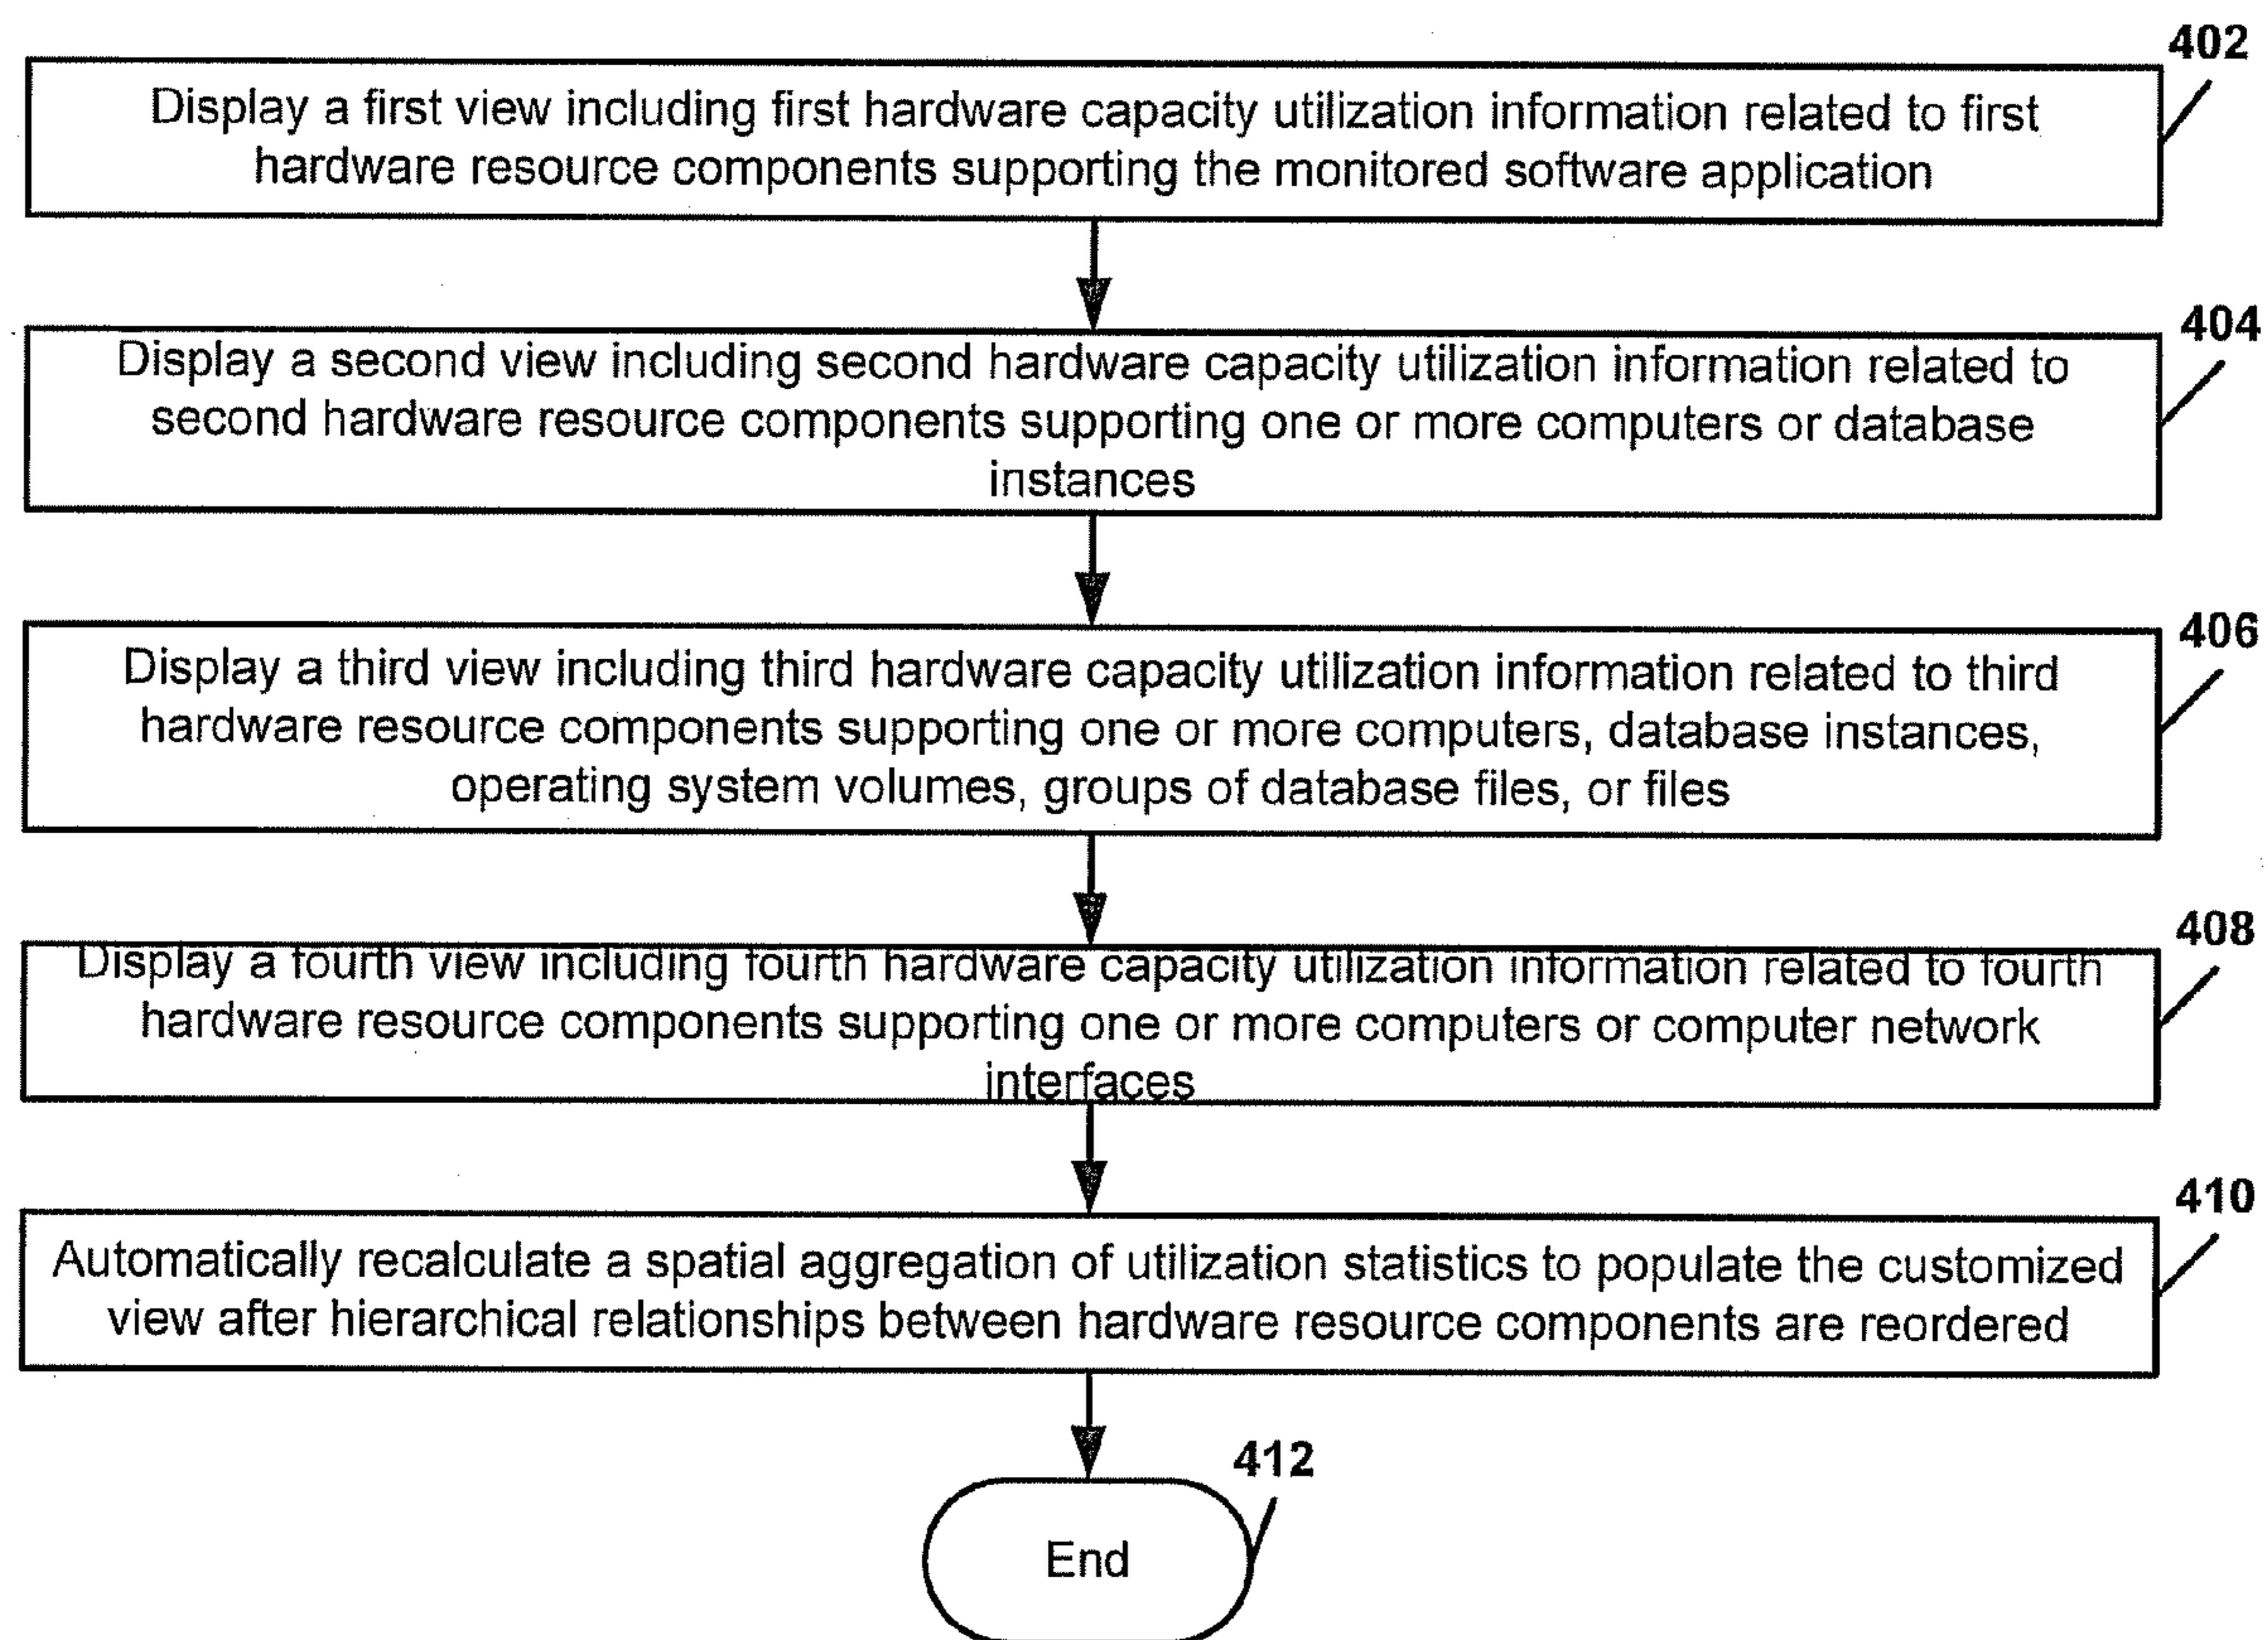 402
Display a first view including first hardware capacity utilization information related to first
hardware resource components supporting the monitored software application
404
Display a second view including second hardware capacity utilization information related to
second hardware resource components supporting one or more computers or database
instances
406
Display a third view including third hardware capacity utilization information related to third
hardware resource components supporting one or more computers, database instances,
operating system volumes, groups of database files, or files
408
Display a fourth view including fourth hardware capacity utilization information related to fourth
hardware resource components supporting one or more computers or computer network
interfaces
410
Automatically recalculate a spatial aggregation of utilization statistics to populate the customized
view after hierarchical relationships between hardware resource components are reordered
412
End